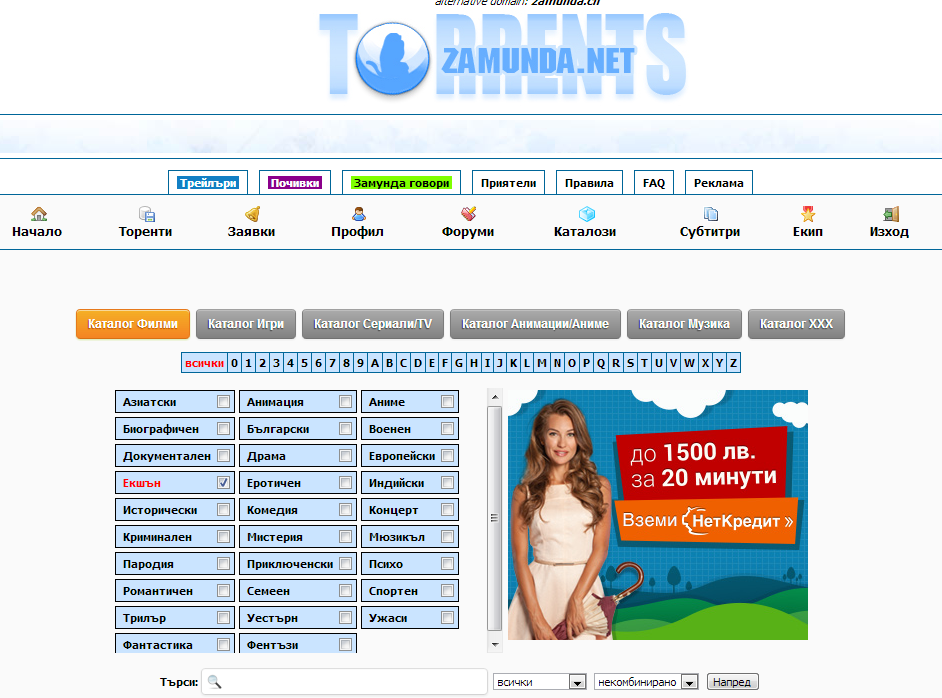 alternative domain: zamunda.ch
TORRENTS
ZAMUNDA.NET
Трейлъри Почивки Замунда говори Приятели Правила FAQ Реклама
Начало Торенти Заявки Профил Форуми Каталози Субтитри Екип Изход
Каталог Филми Каталог Игри Каталог Сериали/TV Каталог Анимации/Аниме Каталог Музика Каталог XXX
всички 0 1 2 3 4 5 6 7 8 9 A B C D E F G H I J K L M N O P Q R S T U V W X Y Z
Азиатски Анимация Аниме
Биографичен Български Военен
Документален Драма Европейски
Екшън Еротичен Индийски
Исторически Комедия Концерт
Криминален Мистерия Мюзикъл
Пародия Приключенски Психо
Романтичен Семеен Спортен
Трилър Уестърн Ужаси
Фантастика Фентъзи
до 1500 лв.
за 20 минути
Вземи НетКредит »
Търси: всички некомбинирано Напред